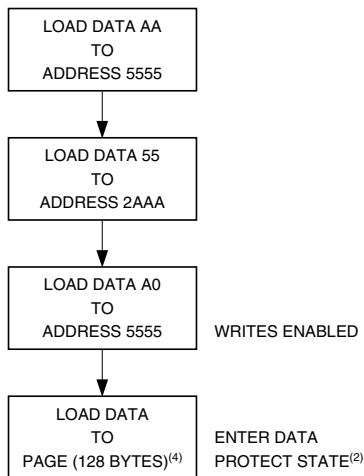 LOAD DATA AA
TO
ADDRESS 5555
LOAD DATA 55
TO
ADDRESS 2AAA
LOAD DATA A0
TO
ADDRESS 5555
WRITES ENABLED
LOAD DATA
TO
PAGE (128 BYTES)(4)
ENTER DATA
PROTECT STATE(2)